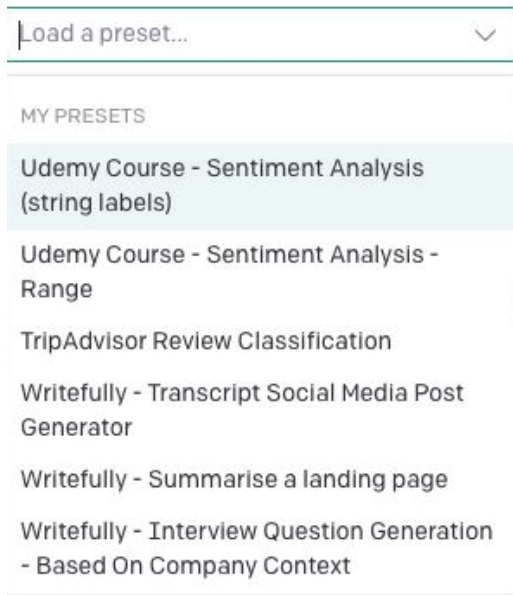 Load a preset...
MY PRESETS
Udemy Course - Sentiment Analysis
(string labels)
Udemy Course - Sentiment Analysis -
Range
TripAdvisor Review Classification
Writefully - Transcript Social Media Post
Generator
Writefully - Summarise a landing page
Writefully - Interview Question Generation
- Based On Company Context